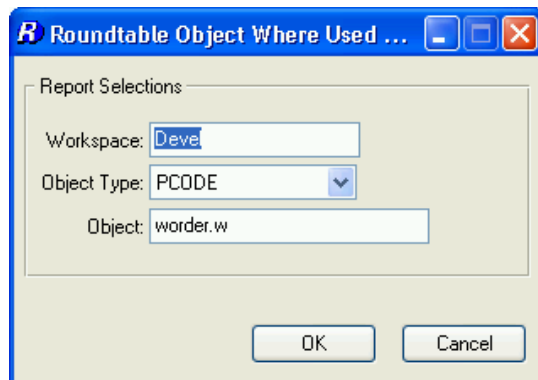 R Roundtable Object Where Used ...
Report Selections
Workspace: Devel
Object Type: PCODE
Object: worder.w
OK Cancel